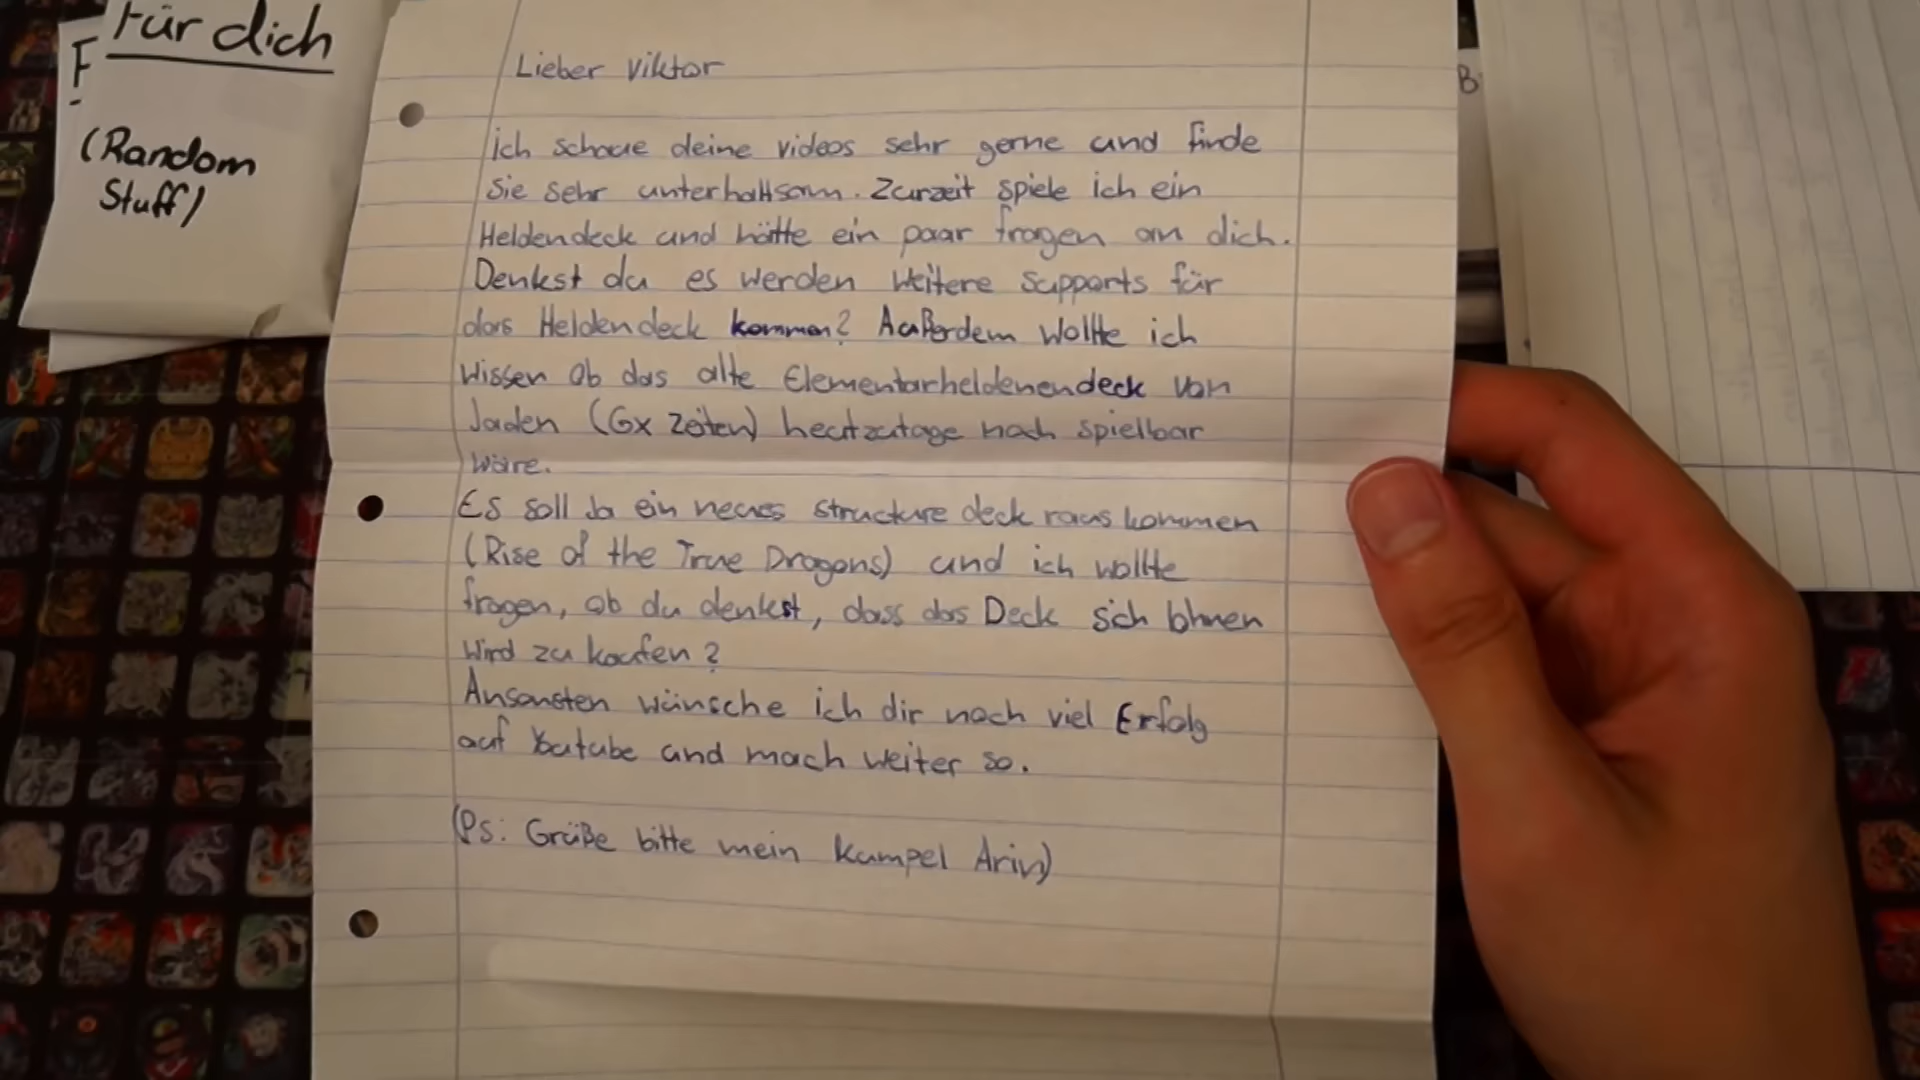 Für dich
(Random
Stuff)
Lieber Viktor
ich schaue deine videos sehr gerne und finde
Sie sehr unterhaltsam. Zurzeit spiele ich ein
Heldendeck und hätte ein paar fragen an dich.
Denkst du es werden weitere Supports für
das Heldendeck kommen? Außerdem wollte ich
wissen ob das alte Elementarheldenendeck von
Jaden (Gx Zeiten) heutzutage noch spielbar
wäre.
Es soll Ja ein neues structure deck raus kommen
(Rise of the True Dragons) und ich wollte
fragen, ob du denkst, dass das Deck sich lohnen
wird zu kaufen?
Ansonsten wünsche ich dir noch viel Erfolg
auf Youtube und mach weiter so.
(Ps: Grüße bitte mein Kumpel Ariv)